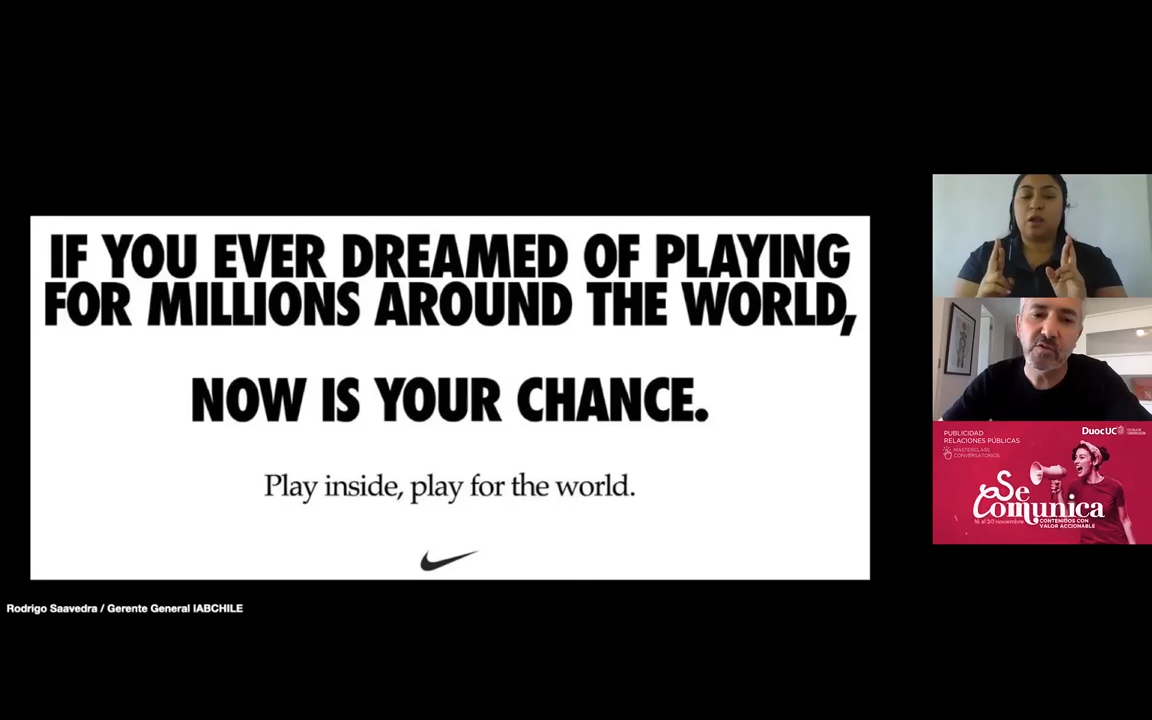 IF YOU EVER DREAMED OF PLAYING
FOR MILLIONS AROUND THE WORLD,
NOW IS YOUR CHANCE.
Play inside, play for the world.
Rodrigo Saavedra / Gerente General IABCHILE
PUBLICIDAD
RELACIONES PÚBLICAS
MASTERCLASS
CONVERSATORIOS
DuocUC
Se
Comunica
16 al 20 noviembre
CONTENIDOS CON
VALOR ACCIONABLE